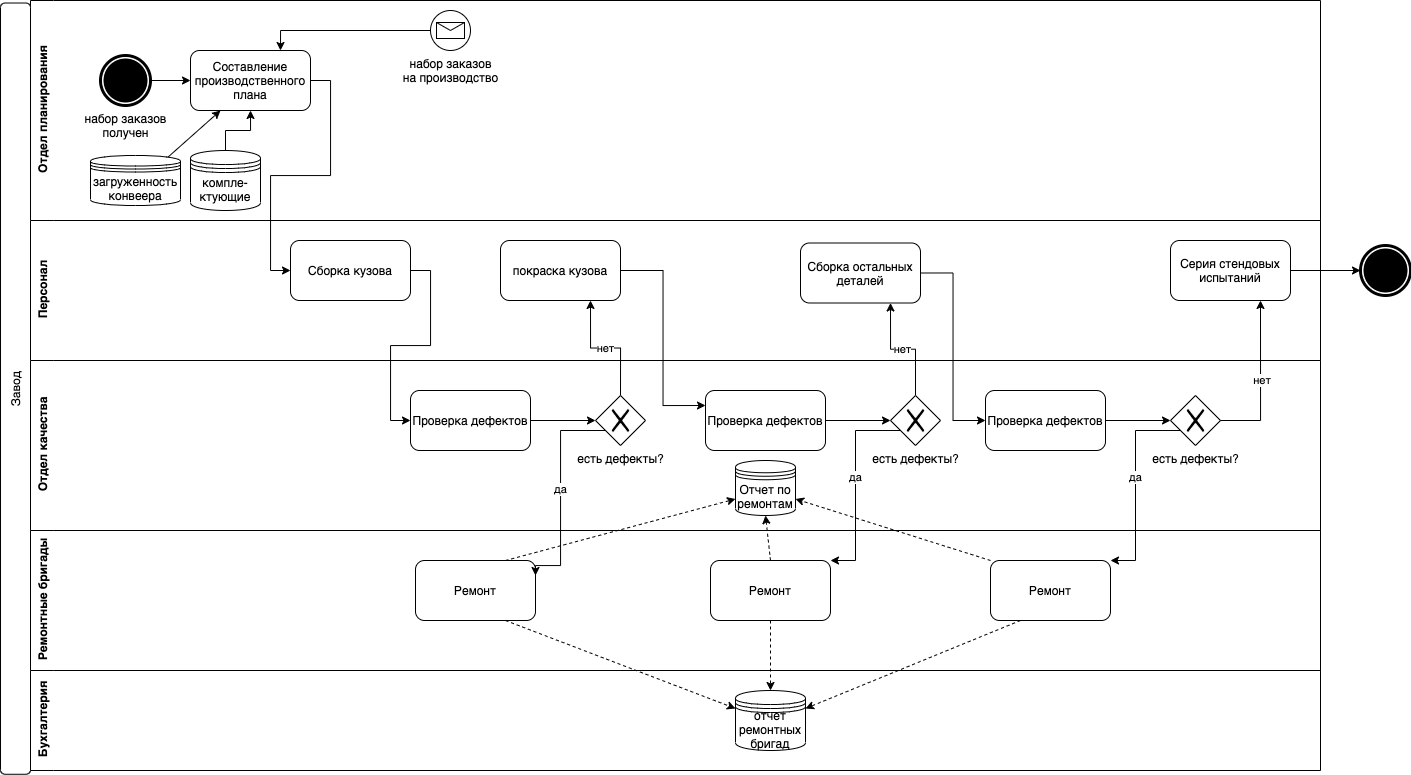 Завод
Отдел планирования
набор заказов
получен
Составление
производственного
плана
набор заказов
на производство
загруженность
конвеера
компле-
ктующие
Персонал
Сборка кузова
покраска кузова
Сборка остальных
деталей
Серия стендовых
испытаний
нет
нет
нет
Отдел качества
Проверка дефектов
есть дефекты?
Проверка дефектов
есть дефекты?
Проверка дефектов
есть дефекты?
да
да
да
Отчет по
ремонтам
Ремонтные бригады
Ремонт
Ремонт
Ремонт
Бухгалтерия
отчет
ремонтных
бригад